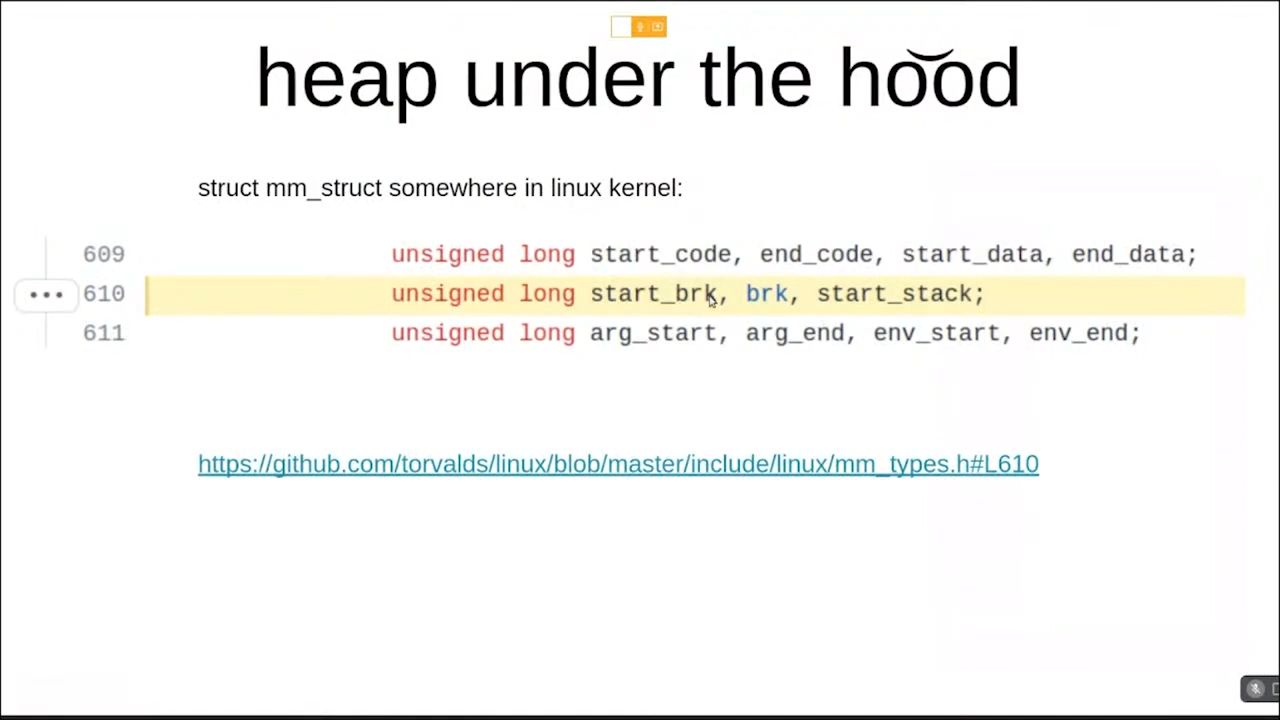 heap under the hood
struct mm_struct somewhere in linux kernel:
609 unsigned long start_code, end_code, start_data, end_data;
610 unsigned long start_brk, brk, start_stack;
611 unsigned long arg_start, arg_end, env_start, env_end;
https://github.com/torvalds/linux/blob/master/include/linux/mm_types.h#L610